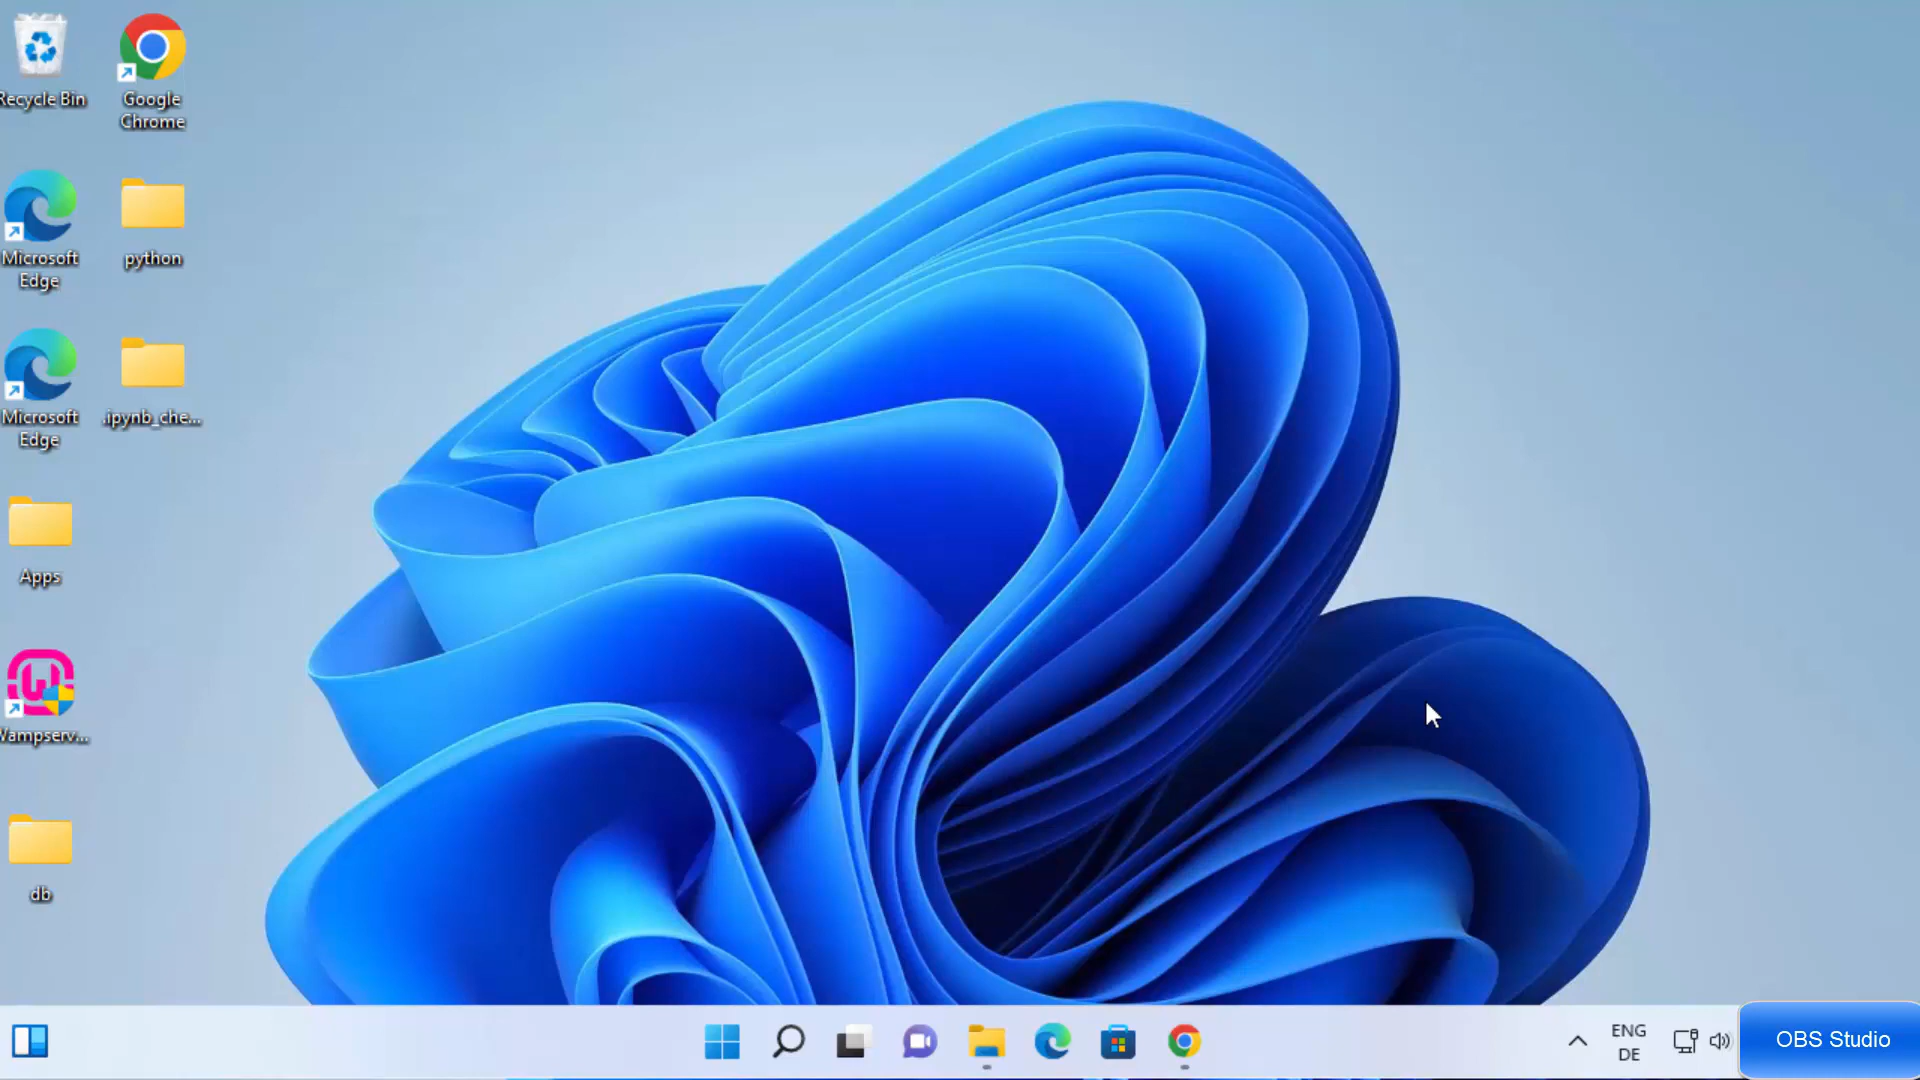 Recycle Bin
Google
Chrome
Microsoft
Edge
python
Microsoft
Edge
.ipynb_che...
Apps
Wampserv...
db
ENG
DE
OBS Studio